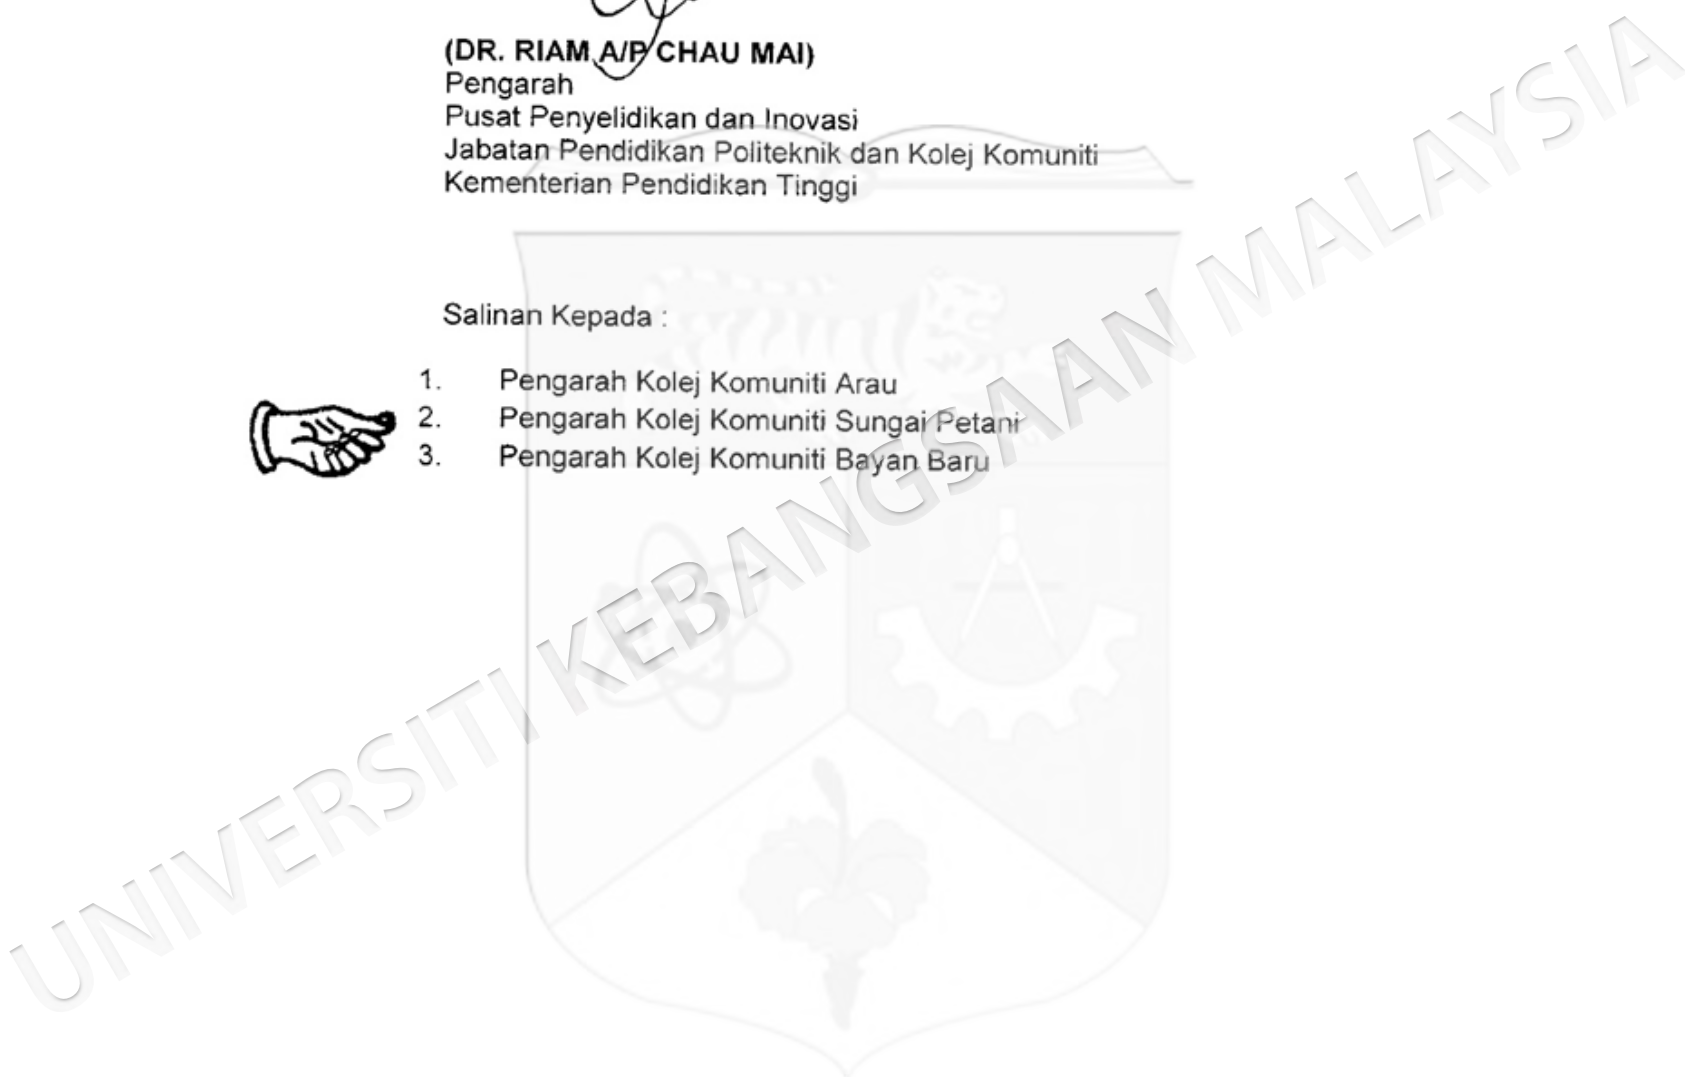 (DR. RIAM A/P CHAU MAI)
Pengarah
Pusat Penyelidikan dan Inovasi
Jabatan Pendidikan Politeknik dan Kolej Komuniti
Kementerian Pendidikan Tinggi
Salinan Kepada :
1. Pengarah Kolej Komuniti Arau
2. Pengarah Kolej Komuniti Sungai Petani
3. Pengarah Kolej Komuniti Bayan Baru
UNIVERSITI KEBANGSAAN MALAYSIA